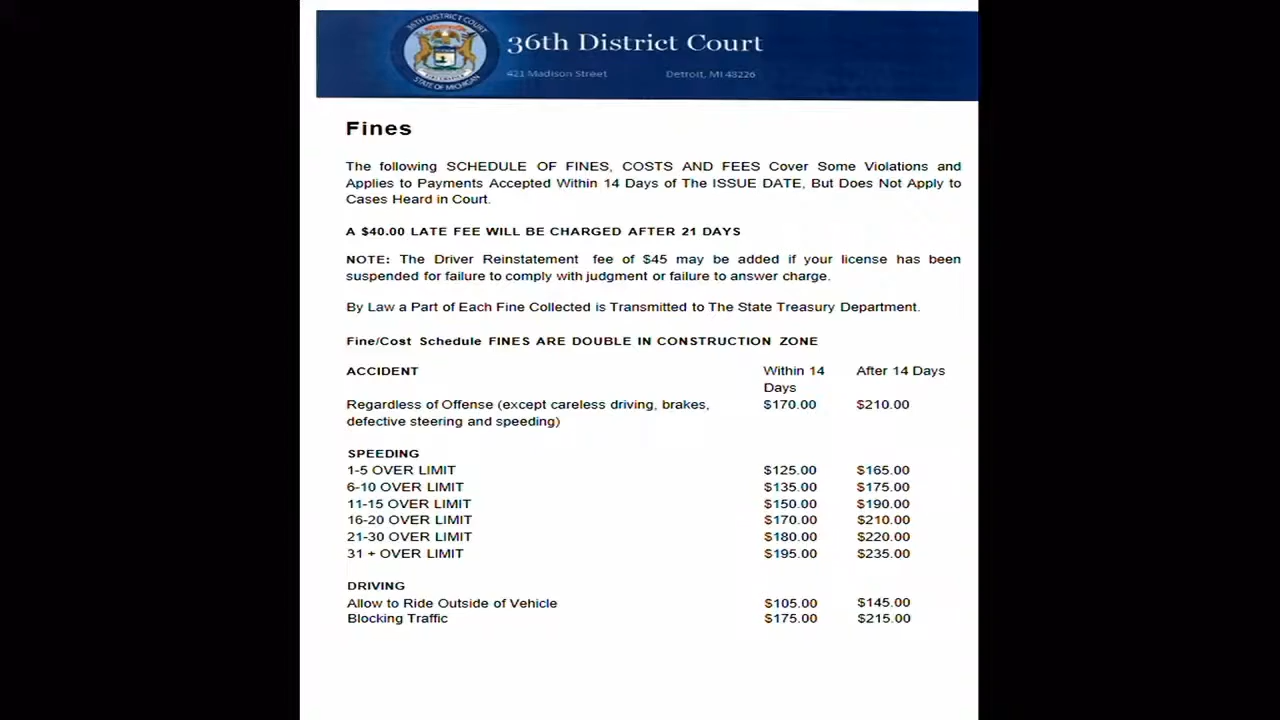 36TH DISTRICT COURT
STATE OF MICHIGAN
36th District Court
421 Madison Street Detroit, MI 48226
Fines
The following SCHEDULE OF FINES, COSTS AND FEES Cover Some Violations and
Applies to Payments Accepted Within 14 Days of The ISSUE DATE, But Does Not Apply to
Cases Heard in Court.
A $40.00 LATE FEE WILL BE CHARGED AFTER 21 DAYS
NOTE: The Driver Reinstatement fee of $45 may be added if your license has been
suspended for failure to comply with judgment or failure to answer charge.
By Law a Part of Each Fine Collected is Transmitted to The State Treasury Department.
Fine/Cost Schedule FINES ARE DOUBLE IN CONSTRUCTION ZONE
ACCIDENT Within 14 After 14 Days
Days
Regardless of Offense (except careless driving, brakes, $170.00 $210.00
defective steering and speeding)
SPEEDING
1-5 OVER LIMIT $125.00 $165.00
6-10 OVER LIMIT $135.00 $175.00
11-15 OVER LIMIT $150.00 $190.00
16-20 OVER LIMIT $170.00 $210.00
21-30 OVER LIMIT $180.00 $220.00
31 + OVER LIMIT $195.00 $235.00
DRIVING
Allow to Ride Outside of Vehicle $105.00 $145.00
Blocking Traffic $175.00 $215.00